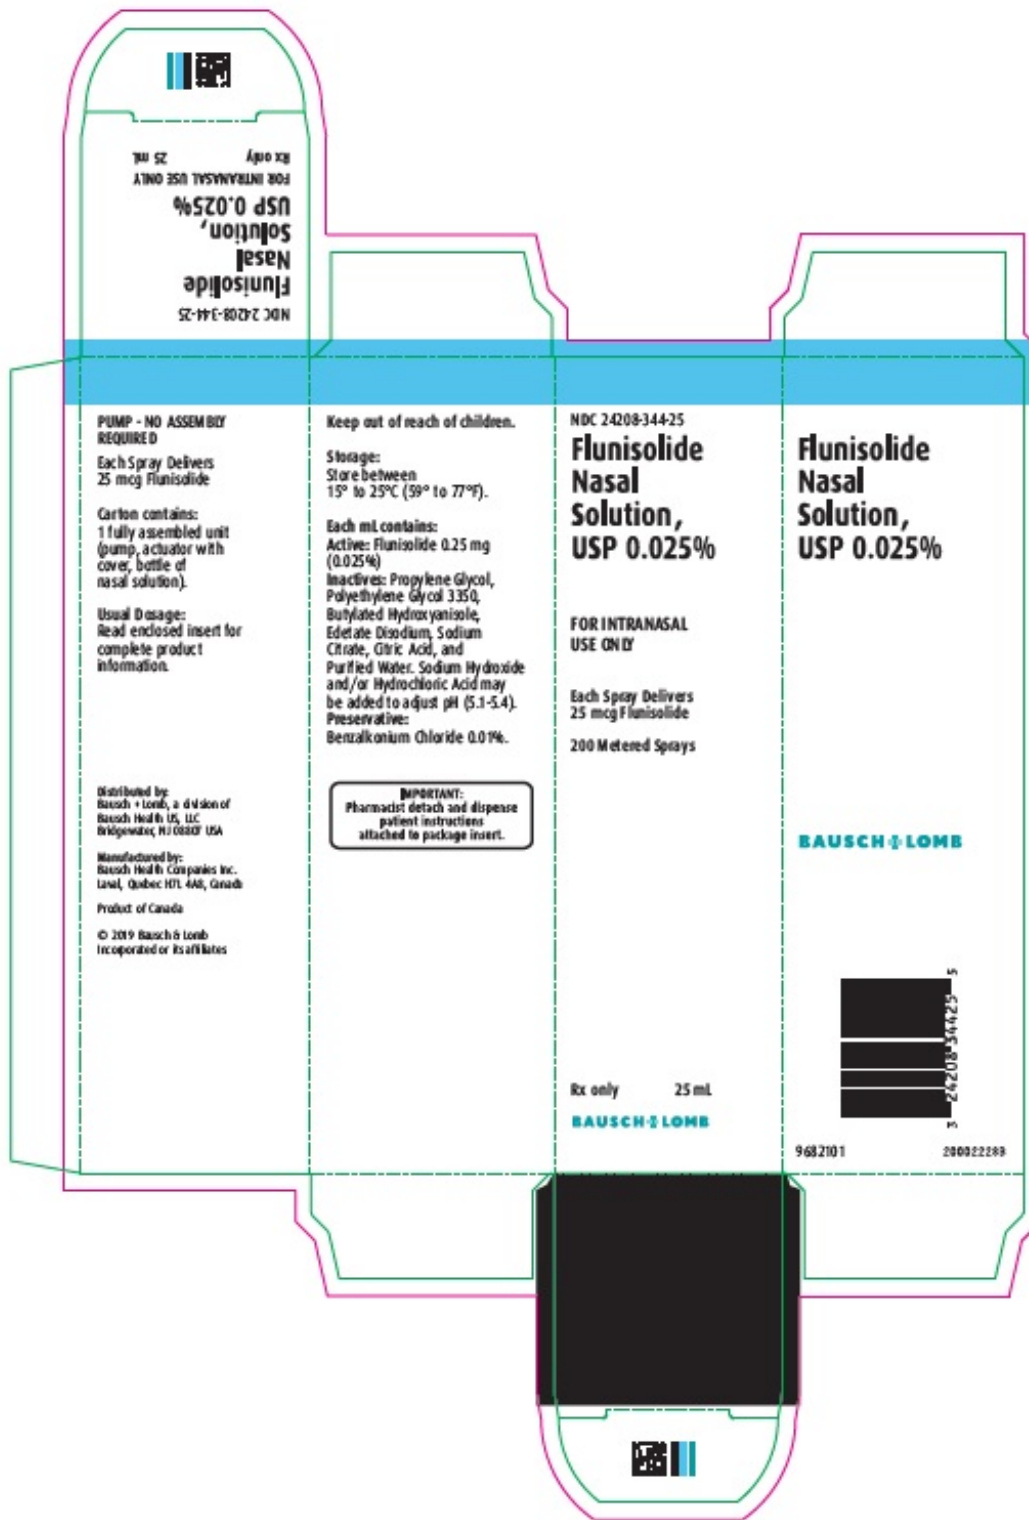 NDC 24208-344-25
Flunisolide
Nasal
Solution,
USP 0.025%
FOR INTRANASAL USE ONLY
Rx only 25 mL
PUMP - NO ASSEMBLY
REQUIRED
Each Spray Delivers
25 mcg Flunisolide
Carton contains:
1 fully assembled unit
(pump, actuator with
cover, bottle of
nasal solution).
Usual Dosage:
Read enclosed insert for
complete product
information.
Distributed by:
Bausch + Lomb, a division of
Bausch Health US, LLC
Bridgewater, NJ 08807 USA
Manufactured by:
Bausch Health Companies Inc.
Laval, Quebec H7L 4A8, Canada
Product of Canada
© 2019 Bausch & Lomb
Incorporated or its affiliates
Keep out of reach of children.
Storage:
Store between
15° to 25°C (59° to 77°F).
Each mL contains:
Active: Flunisolide 0.25 mg
(0.025%)
Inactives: Propylene Glycol,
Polyethylene Glycol 3350,
Butylated Hydroxyanisole,
Edetate Disodium, Sodium
Citrate, Citric Acid, and
Purified Water. Sodium Hydroxide
and/or Hydrochloric Acid may
be added to adjust pH (5.1-5.4).
Preservative:
Benzalkonium Chloride 0.01%.
IMPORTANT:
Pharmacist detach and dispense
patient instructions
attached to package insert.
NDC 24208-344-25
Flunisolide
Nasal
Solution,
USP 0.025%
FOR INTRANASAL
USE ONLY
Each Spray Delivers
25 mcg Flunisolide
200 Metered Sprays
Rx only 25 mL
BAUSCH + LOMB
Flunisolide
Nasal
Solution,
USP 0.025%
BAUSCH + LOMB
3 24208-34425 5
9682101 200022283